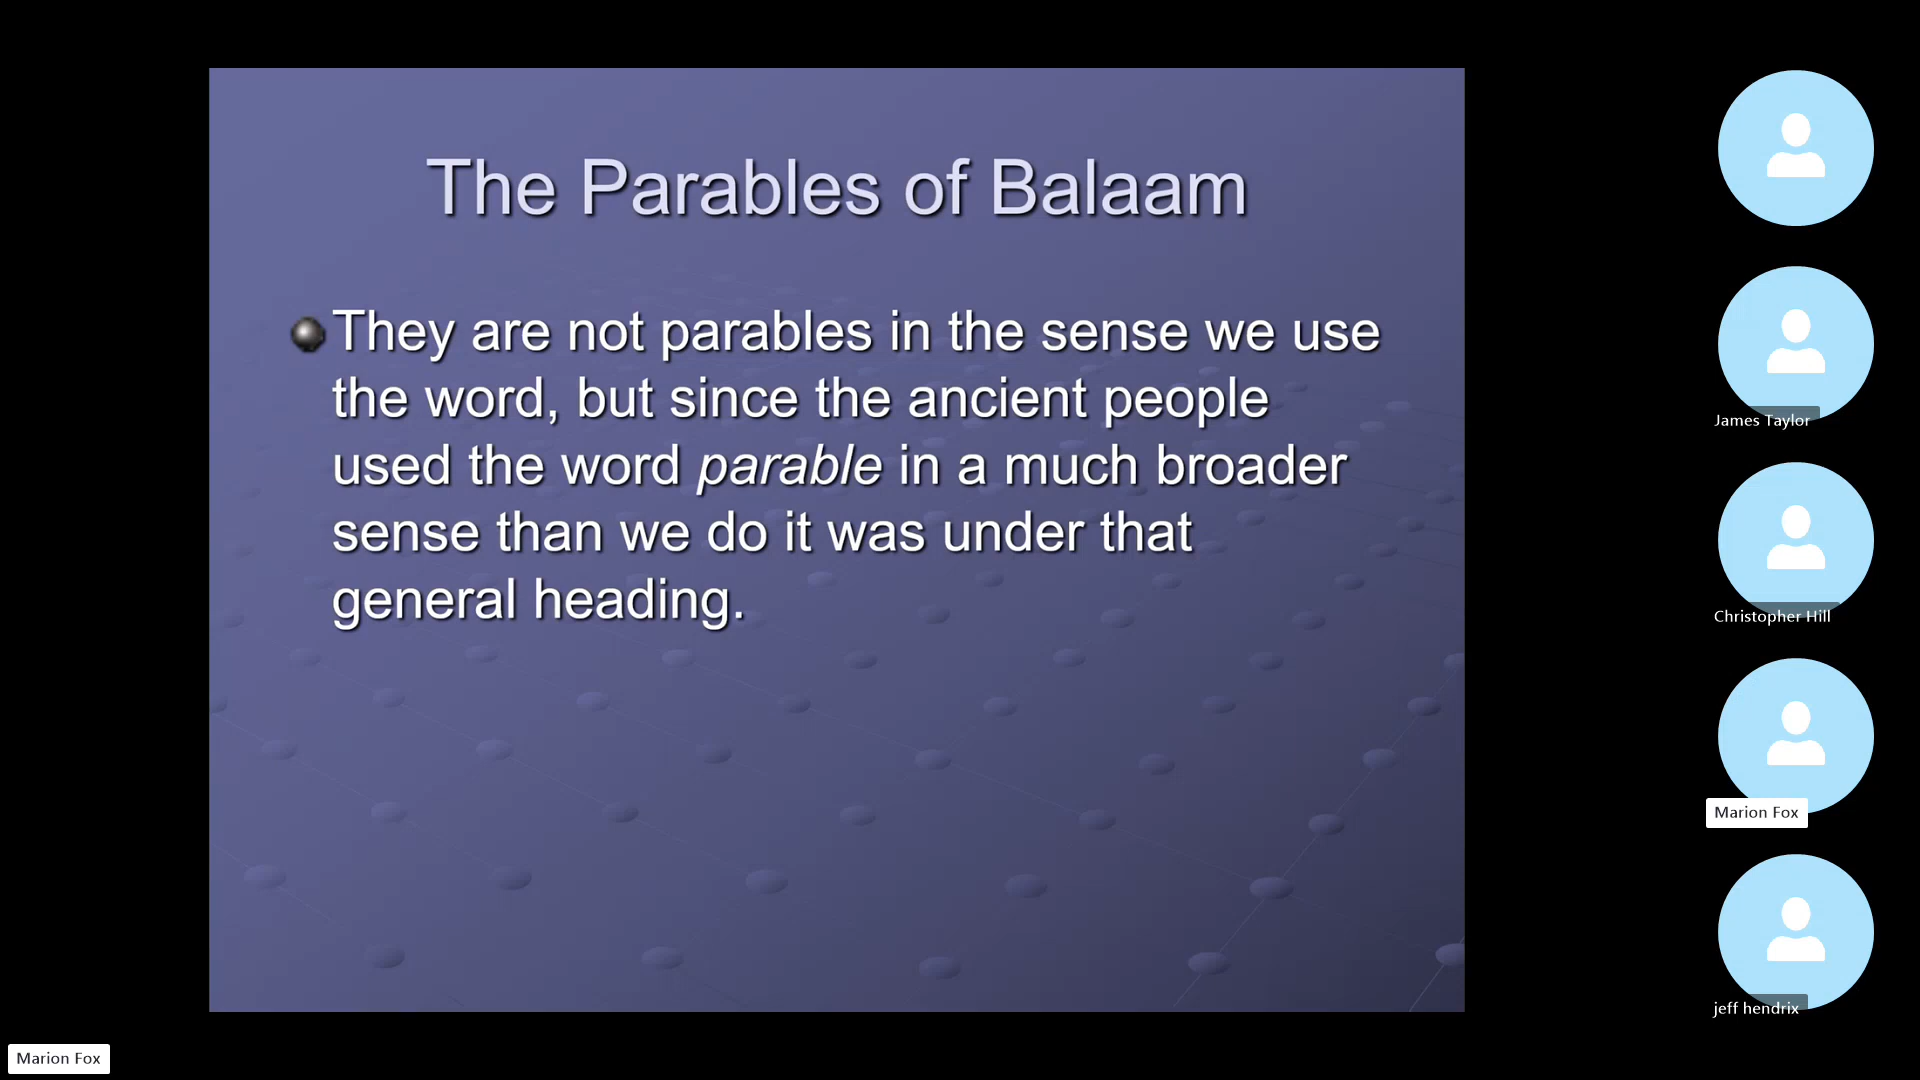 The Parables of Balaam
They are not parables in the sense we use
the word, but since the ancient people
used the word parable in a much broader
sense than we do it was under that
general heading.
James Taylor
Christopher Hill
Marion Fox
jeff hendrix
Marion Fox